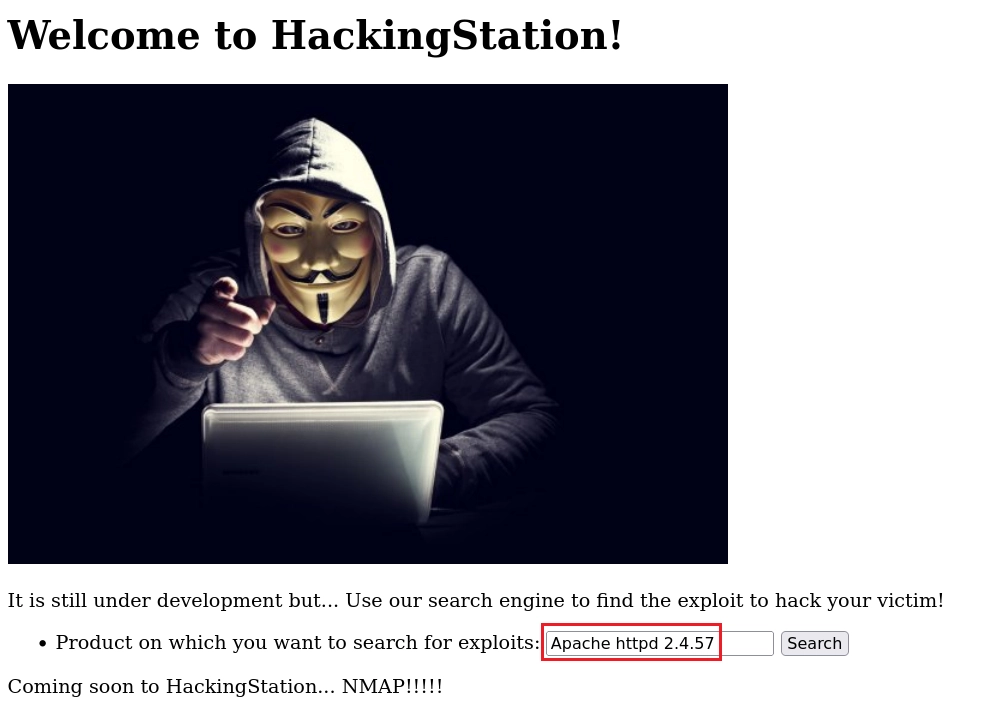 Welcome to HackingStation!
It is still under development but... Use our search engine to find the exploit to hack your victim!
• Product on which you want to search for exploits: Apache httpd 2.4.57 Search
Coming soon to HackingStation... NMAP!!!!!